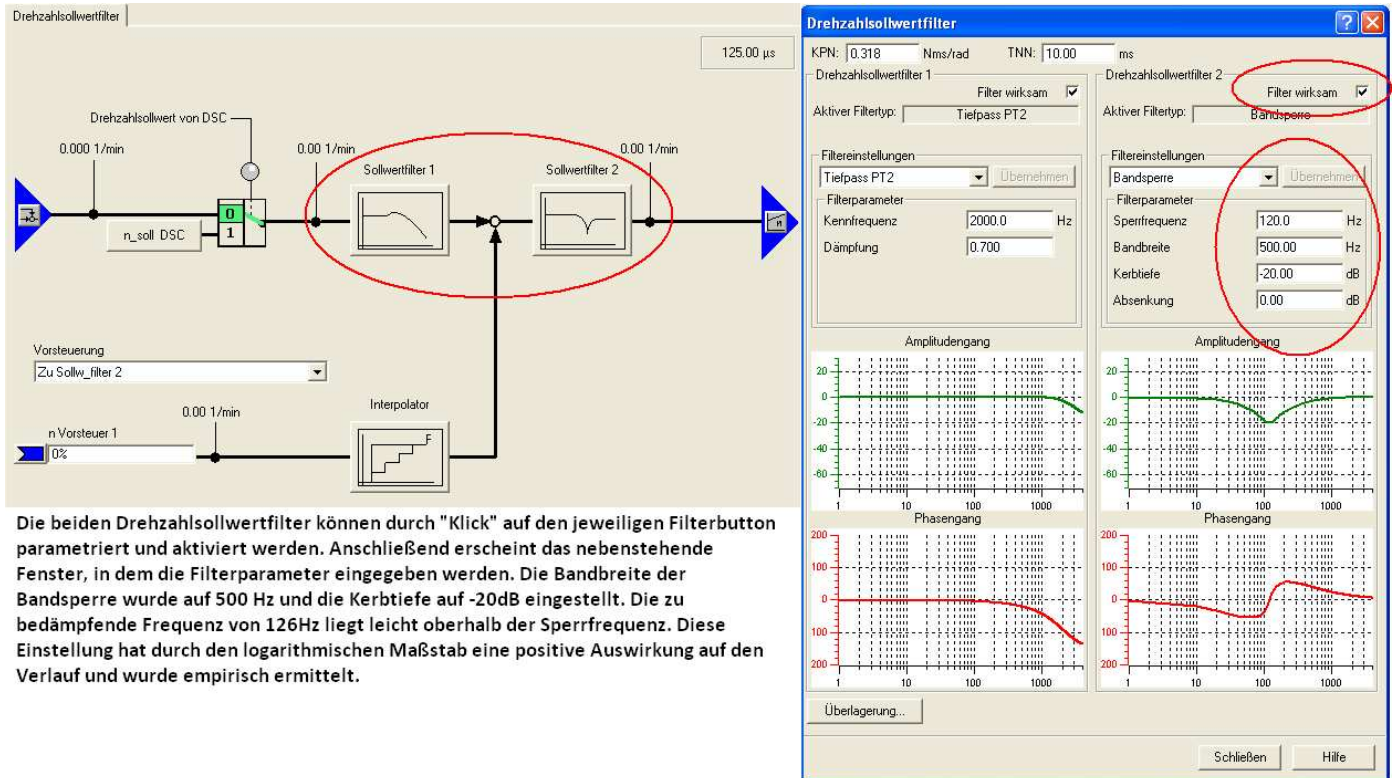 Drehzahlsollwertfilter
125.00 µs
Drehzahlsollwert von DSC
0.000 1/min
0.00 1/min
0.00 1/min
Sollwertfilter 1
Sollwertfilter 2
0
1
n_soll DSC
Vorsteuerung
Zu Sollw_filter 2
0.00 1/min
Interpolator
n Vorsteuer 1
0%
F
Die beiden Drehzahlsollwertfilter können durch "Klick" auf den jeweiligen Filterbutton
parametriert und aktiviert werden. Anschließend erscheint das nebenstehende
Fenster, in dem die Filterparameter eingegeben werden. Die Bandbreite der
Bandsperre wurde auf 500 Hz und die Kerbtiefe auf -20dB eingestellt. Die zu
bedämpfende Frequenz von 126Hz liegt leicht oberhalb der Sperrfrequenz. Diese
Einstellung hat durch den logarithmischen Maßstab eine positive Auswirkung auf den
Verlauf und wurde empirisch ermittelt.
Drehzahlsollwertfilter
KPN: 0.318 Nms/rad TNN: 10.00 ms
Drehzahlsollwertfilter 1
Filter wirksam
Aktiver Filtertyp: Tiefpass PT2
Filtereinstellungen
Tiefpass PT2 Übernehmen
Filterparameter
Kennfrequenz 2000.0 Hz
Dämpfung 0.700
Amplitudengang
20
0
-20
-40
-60
1 10 100 1000
Phasengang
200
100
0
100
200
1 10 100 1000
Drehzahlsollwertfilter 2
Filter wirksam
Aktiver Filtertyp: Bandsperre
Filtereinstellungen
Bandsperre Übernehmen
Filterparameter
Sperrfrequenz 120.0 Hz
Bandbreite 500.00 Hz
Kerbtiefe -20.00 dB
Absenkung 0.00 dB
Amplitudengang
20
0
-20
-40
-60
1 10 100 1000
Phasengang
200
100
0
100
200
1 10 100 1000
Überlagerung...
Schließen Hilfe